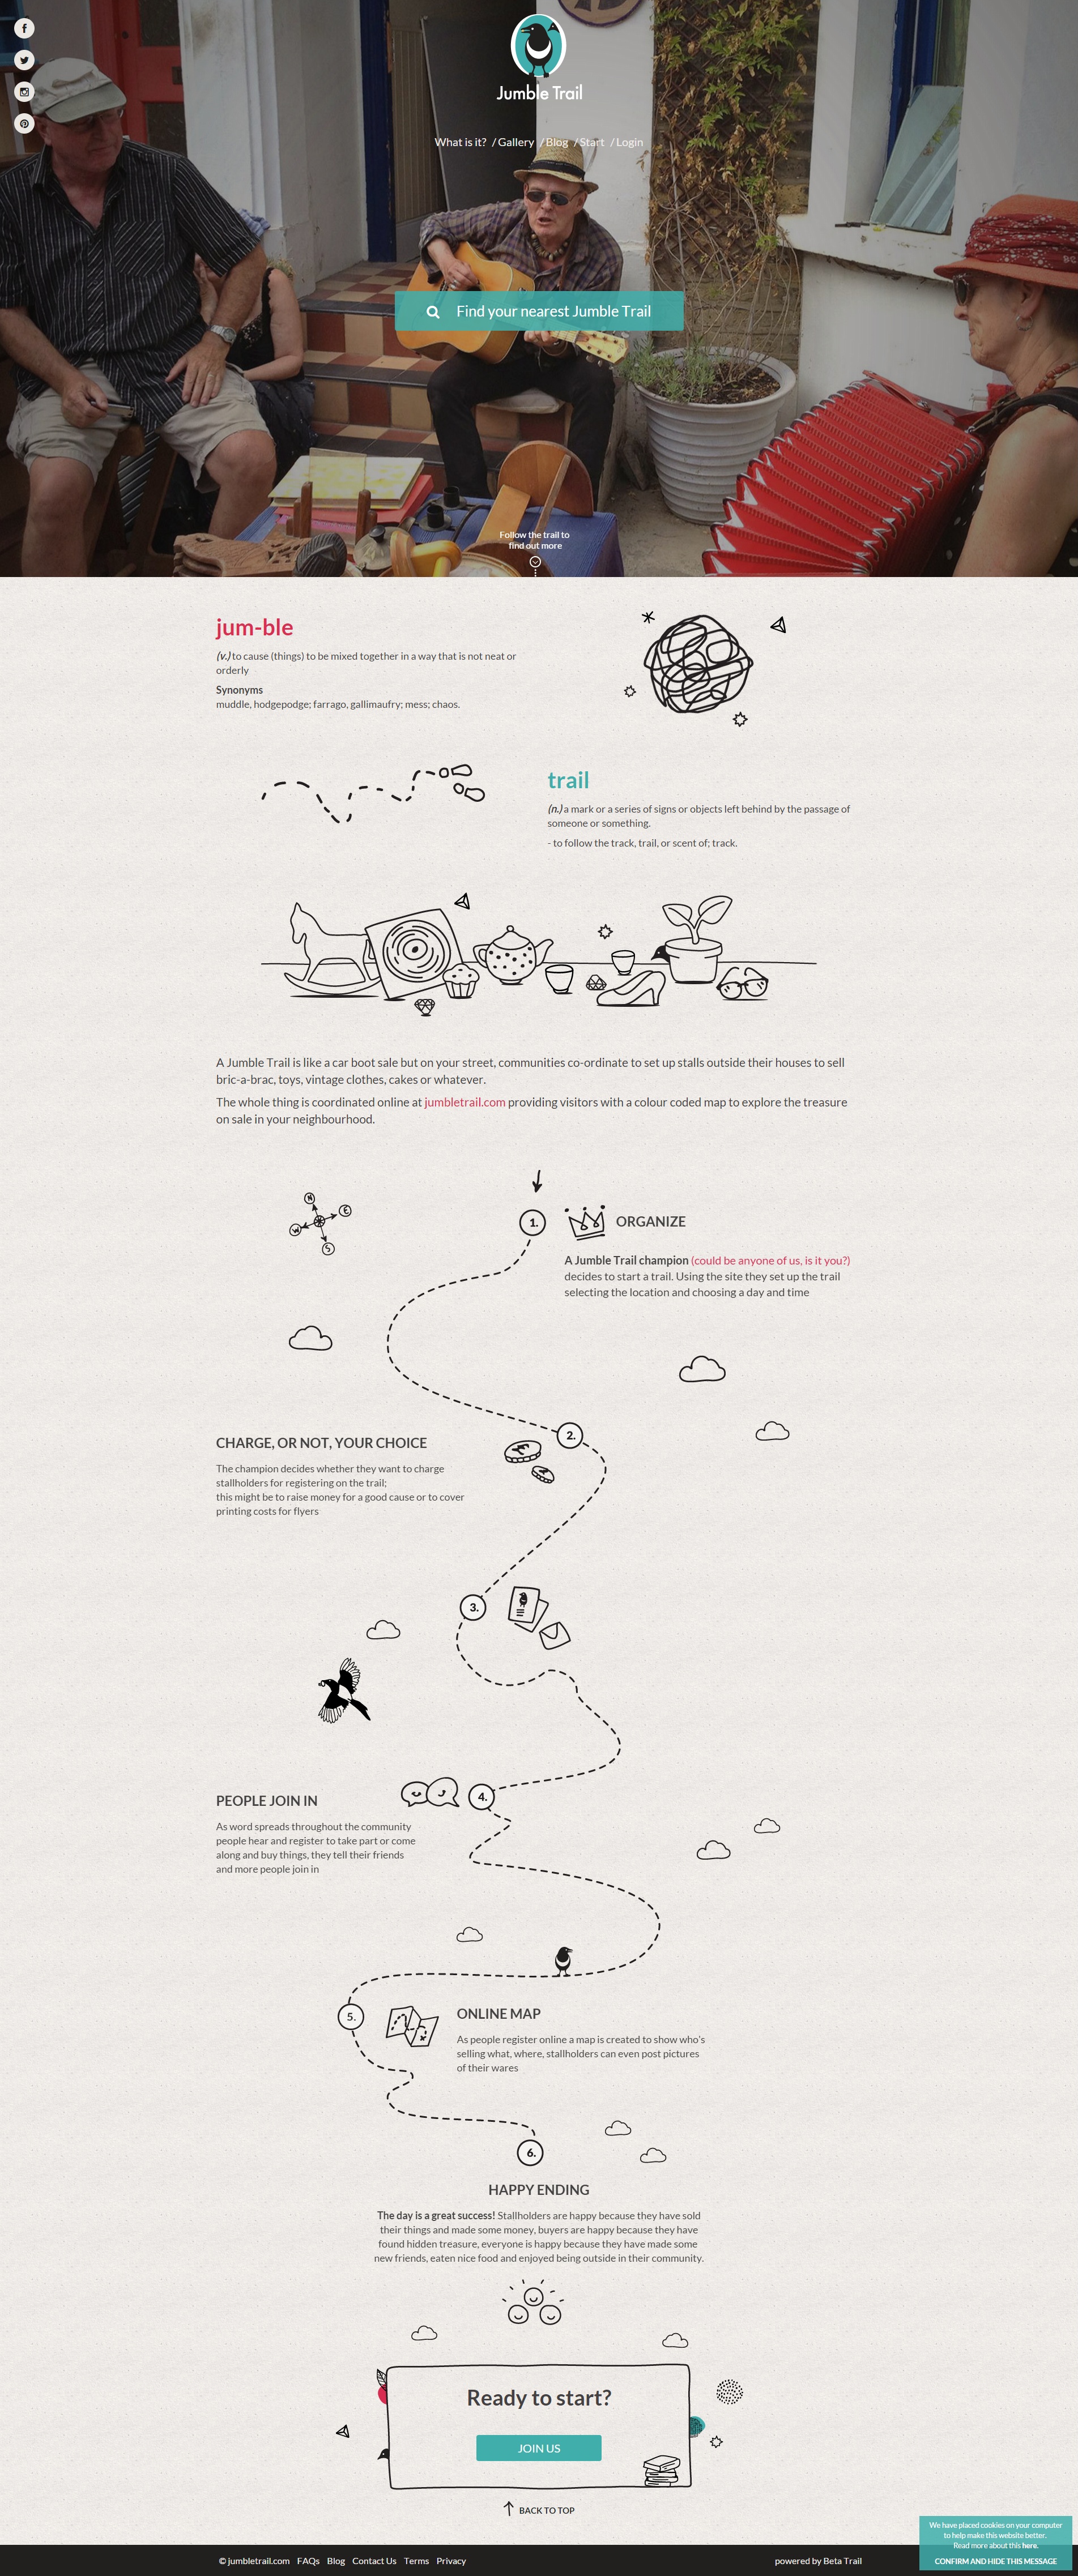 Jumble Trail
What is it? / Gallery / Blog / Start / Login
Find your nearest Jumble Trail
Follow the trail to
find out more
jum-ble
(v.) to cause (things) to be mixed together in a way that is not neat or
orderly
Synonyms
muddle, hodgepodge; farrago, gallimaufry; mess; chaos.
trail
(n.) a mark or a series of signs or objects left behind by the passage of
someone or something.
- to follow the track, trail, or scent of; track.
A Jumble Trail is like a car boot sale but on your street, communities co-ordinate to set up stalls outside their houses to sell
bric-a-brac, toys, vintage clothes, cakes or whatever.
The whole thing is coordinated online at jumbletrail.com providing visitors with a colour coded map to explore the treasure
on sale in your neighbourhood.
N
E
W
S
1.
ORGANIZE
A Jumble Trail champion (could be anyone of us, is it you?)
decides to start a trail. Using the site they set up the trail
selecting the location and choosing a day and time
2.
CHARGE, OR NOT, YOUR CHOICE
The champion decides whether they want to charge
stallholders for registering on the trail;
this might be to raise money for a good cause or to cover
printing costs for flyers
3.
4.
PEOPLE JOIN IN
As word spreads throughout the community
people hear and register to take part or come
along and buy things, they tell their friends
and more people join in
5.
ONLINE MAP
As people register online a map is created to show who's
selling what, where, stallholders can even post pictures
of their wares
6.
HAPPY ENDING
The day is a great success! Stallholders are happy because they have sold
their things and made some money, buyers are happy because they have
found hidden treasure, everyone is happy because they have made some
new friends, eaten nice food and enjoyed being outside in their community.
Ready to start?
JOIN US
BACK TO TOP
We have placed cookies on your computer
to help make this website better.
Read more about this here.
CONFIRM AND HIDE THIS MESSAGE
© jumbletrail.com FAQs Blog Contact Us Terms Privacy
powered by Beta Trail